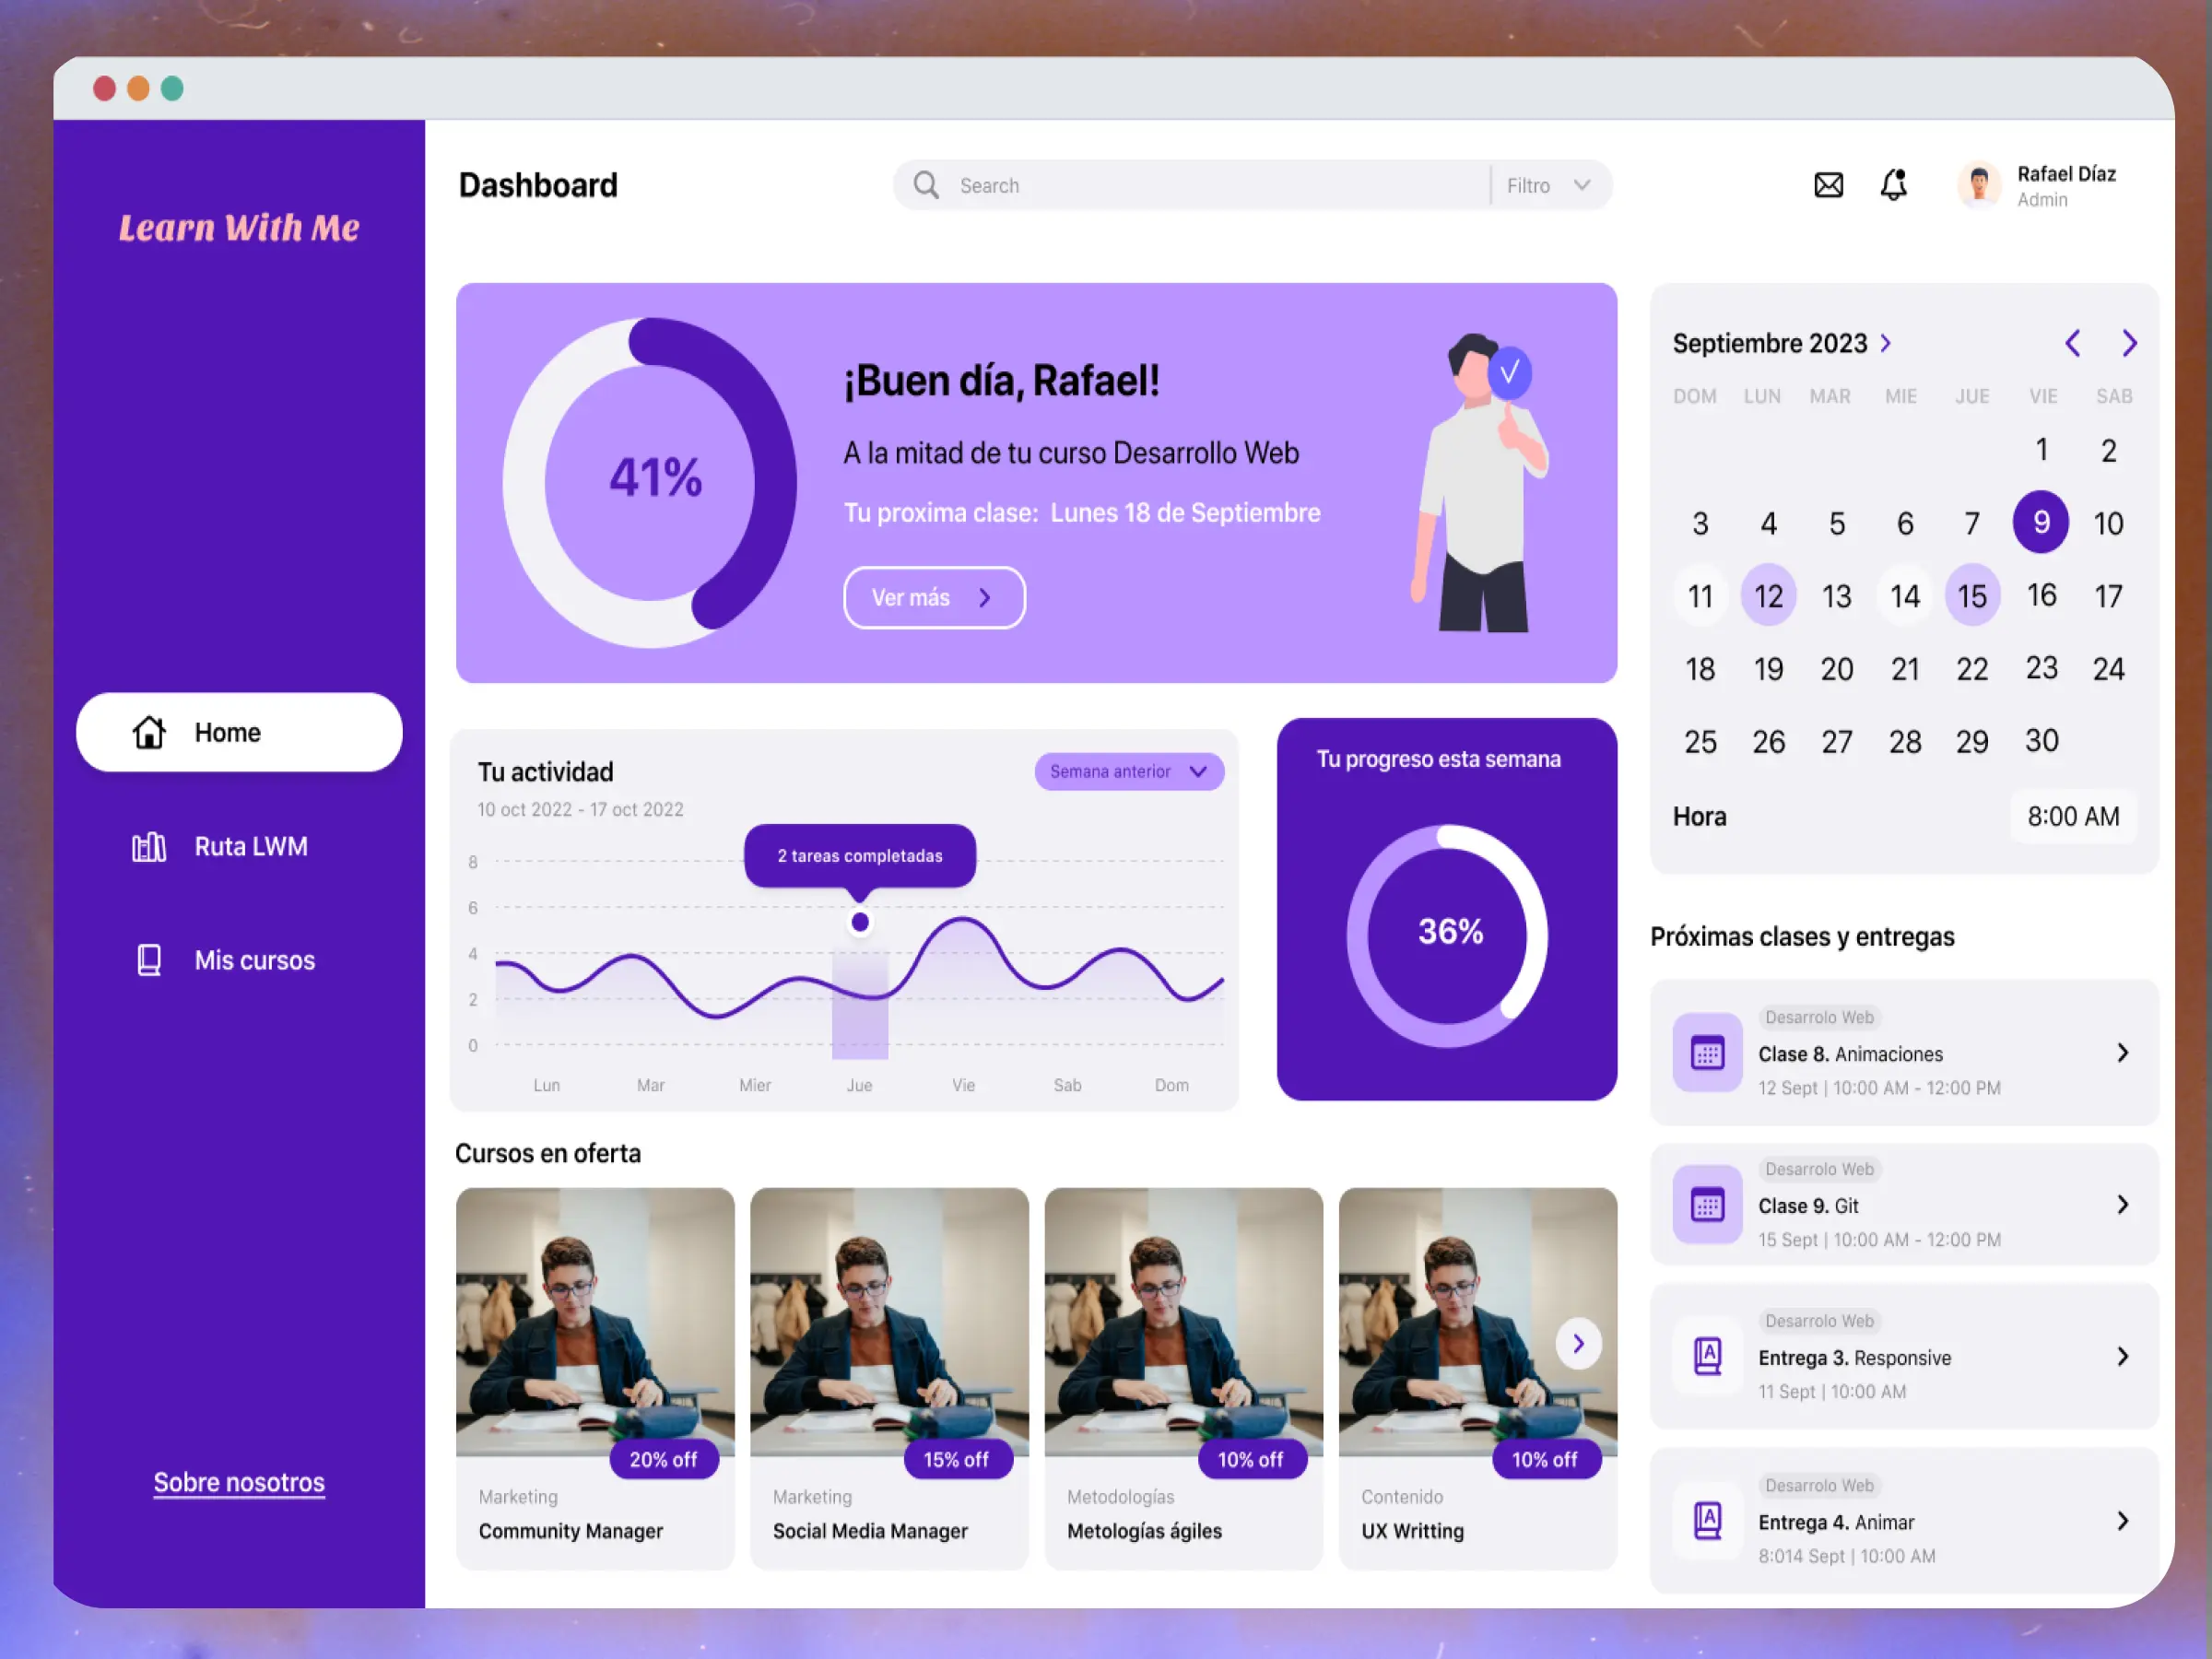 Learn With Me
Home
Ruta LWM
Mis cursos
Sobre nosotros
Dashboard
Search
Filtro
Rafael Díaz
Admin
41%
¡Buen día, Rafael!
A la mitad de tu curso Desarrollo Web
Tu proxima clase: Lunes 18 de Septiembre
Ver más
Tu actividad
10 oct 2022 - 17 oct 2022
Semana anterior
2 tareas completadas
8
6
4
2
0
Lun Mar Mier Jue Vie Sab Dom
Tu progreso esta semana
36%
Cursos en oferta
20% off
Marketing
Community Manager
15% off
Marketing
Social Media Manager
10% off
Metodologías
Metologías ágiles
10% off
Contenido
UX Writting
Septiembre 2023
DOM LUN MAR MIE JUE VIE SAB
1 2
3 4 5 6 7 9 10
11 12 13 14 15 16 17
18 19 20 21 22 23 24
25 26 27 28 29 30
Hora 8:00 AM
Próximas clases y entregas
Desarrolo Web
Clase 8. Animaciones
12 Sept | 10:00 AM - 12:00 PM
Desarrolo Web
Clase 9. Git
15 Sept | 10:00 AM - 12:00 PM
Desarrolo Web
Entrega 3. Responsive
11 Sept | 10:00 AM
Desarrolo Web
Entrega 4. Animar
8:014 Sept | 10:00 AM